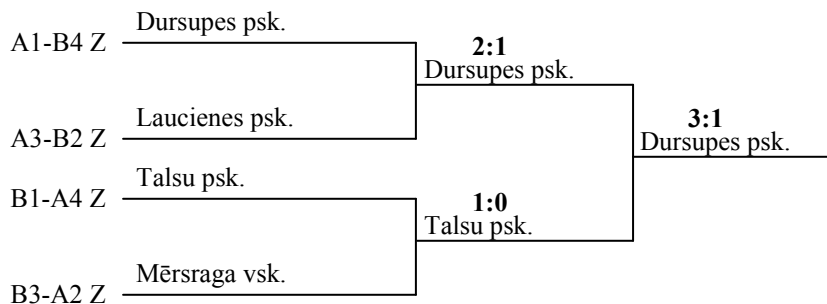 Dursupes psk.
A1-B4 Z
2:1
Dursupes psk.
Laucienes psk.
A3-B2 Z
3:1
Dursupes psk.
Talsu psk.
B1-A4 Z
1:0
Talsu psk.
Mērsraga vsk.
B3-A2 Z